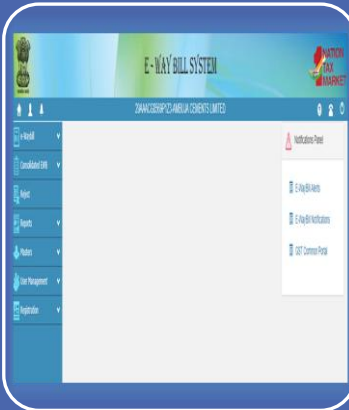 E - WAY BILL SYSTEM
NATION
TAX
MARKET
AMBUJA CEMENTS LIMITED
e-Waybill
Consolidated EWB
Reject
Reports
Masters
User Management
Registration
Notifications Panel
E-Way Bill Alerts
E-Way Bill Notifications
GST Common Portal